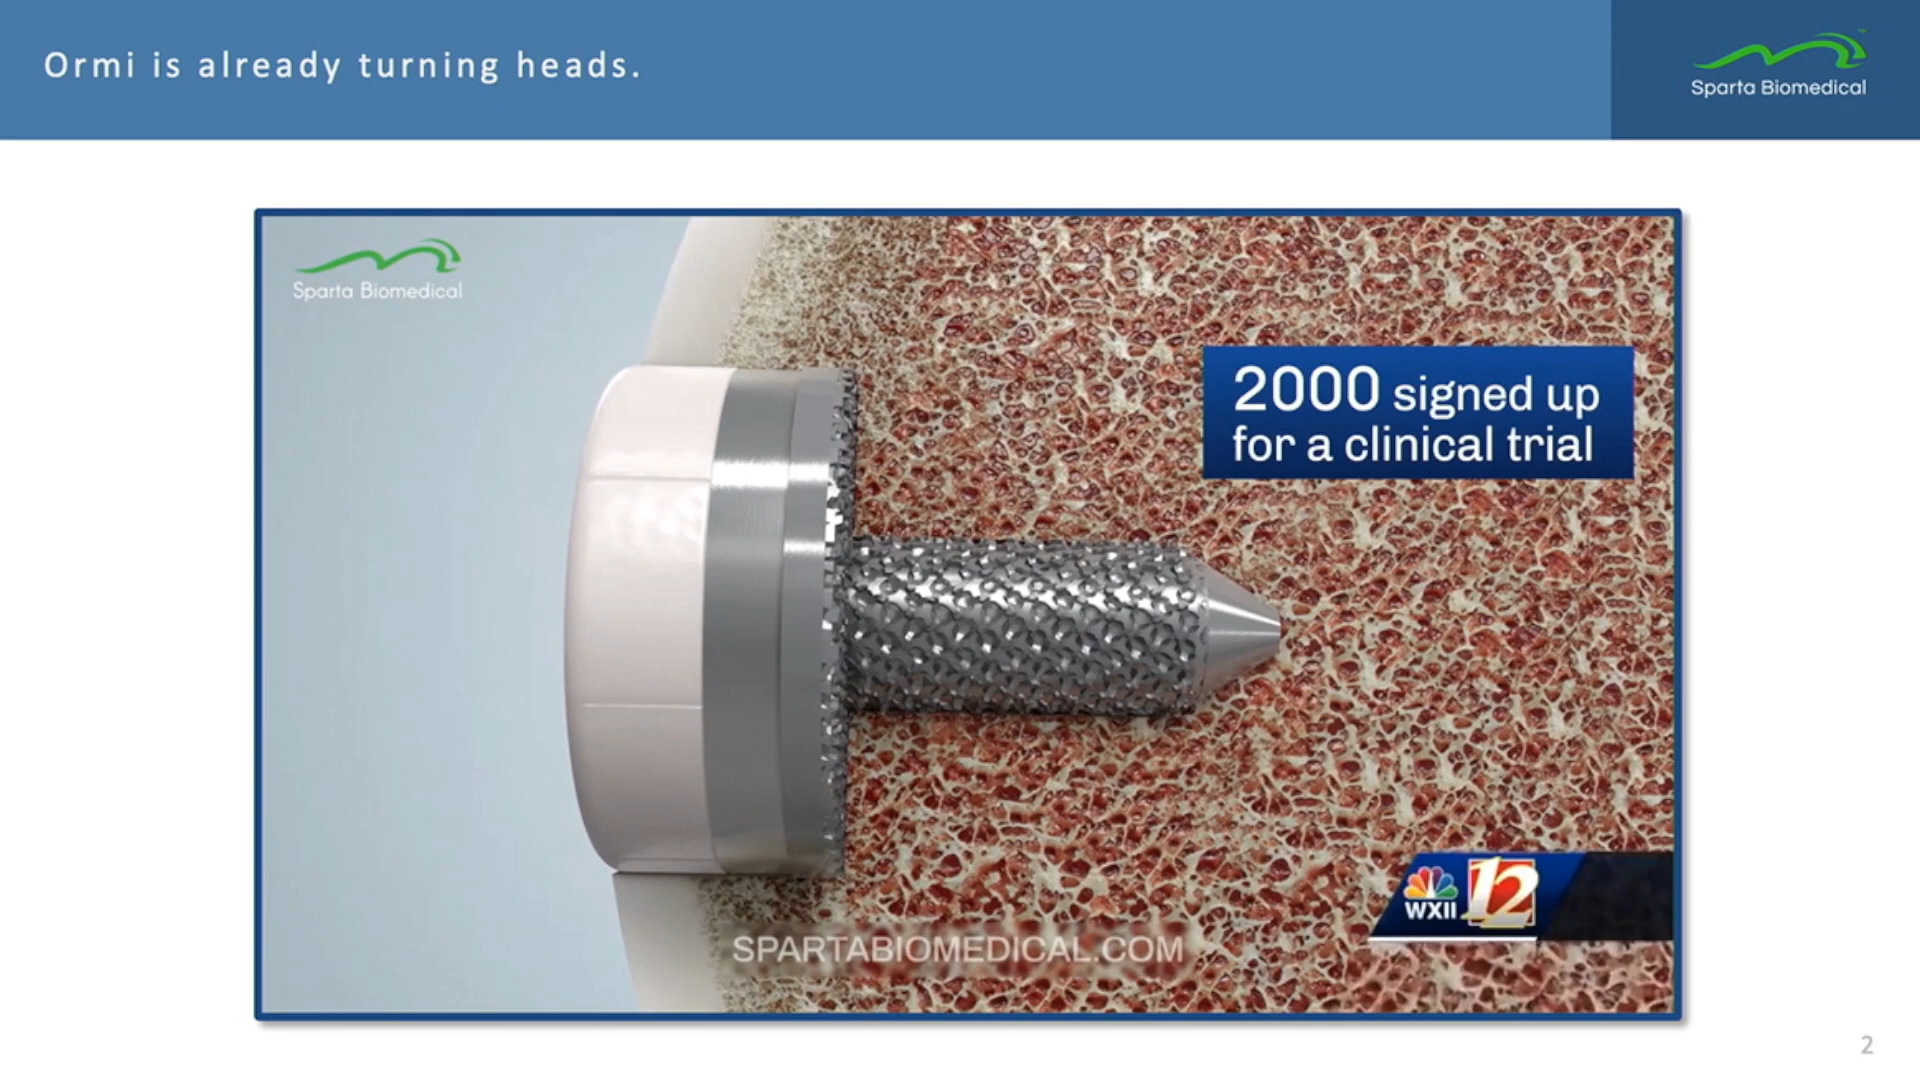 Ormi is already turning heads.
Sparta Biomedical
Sparta Biomedical
2000 signed up
for a clinical trial
WXII 12
SPARTABIOMEDICAL.COM
2